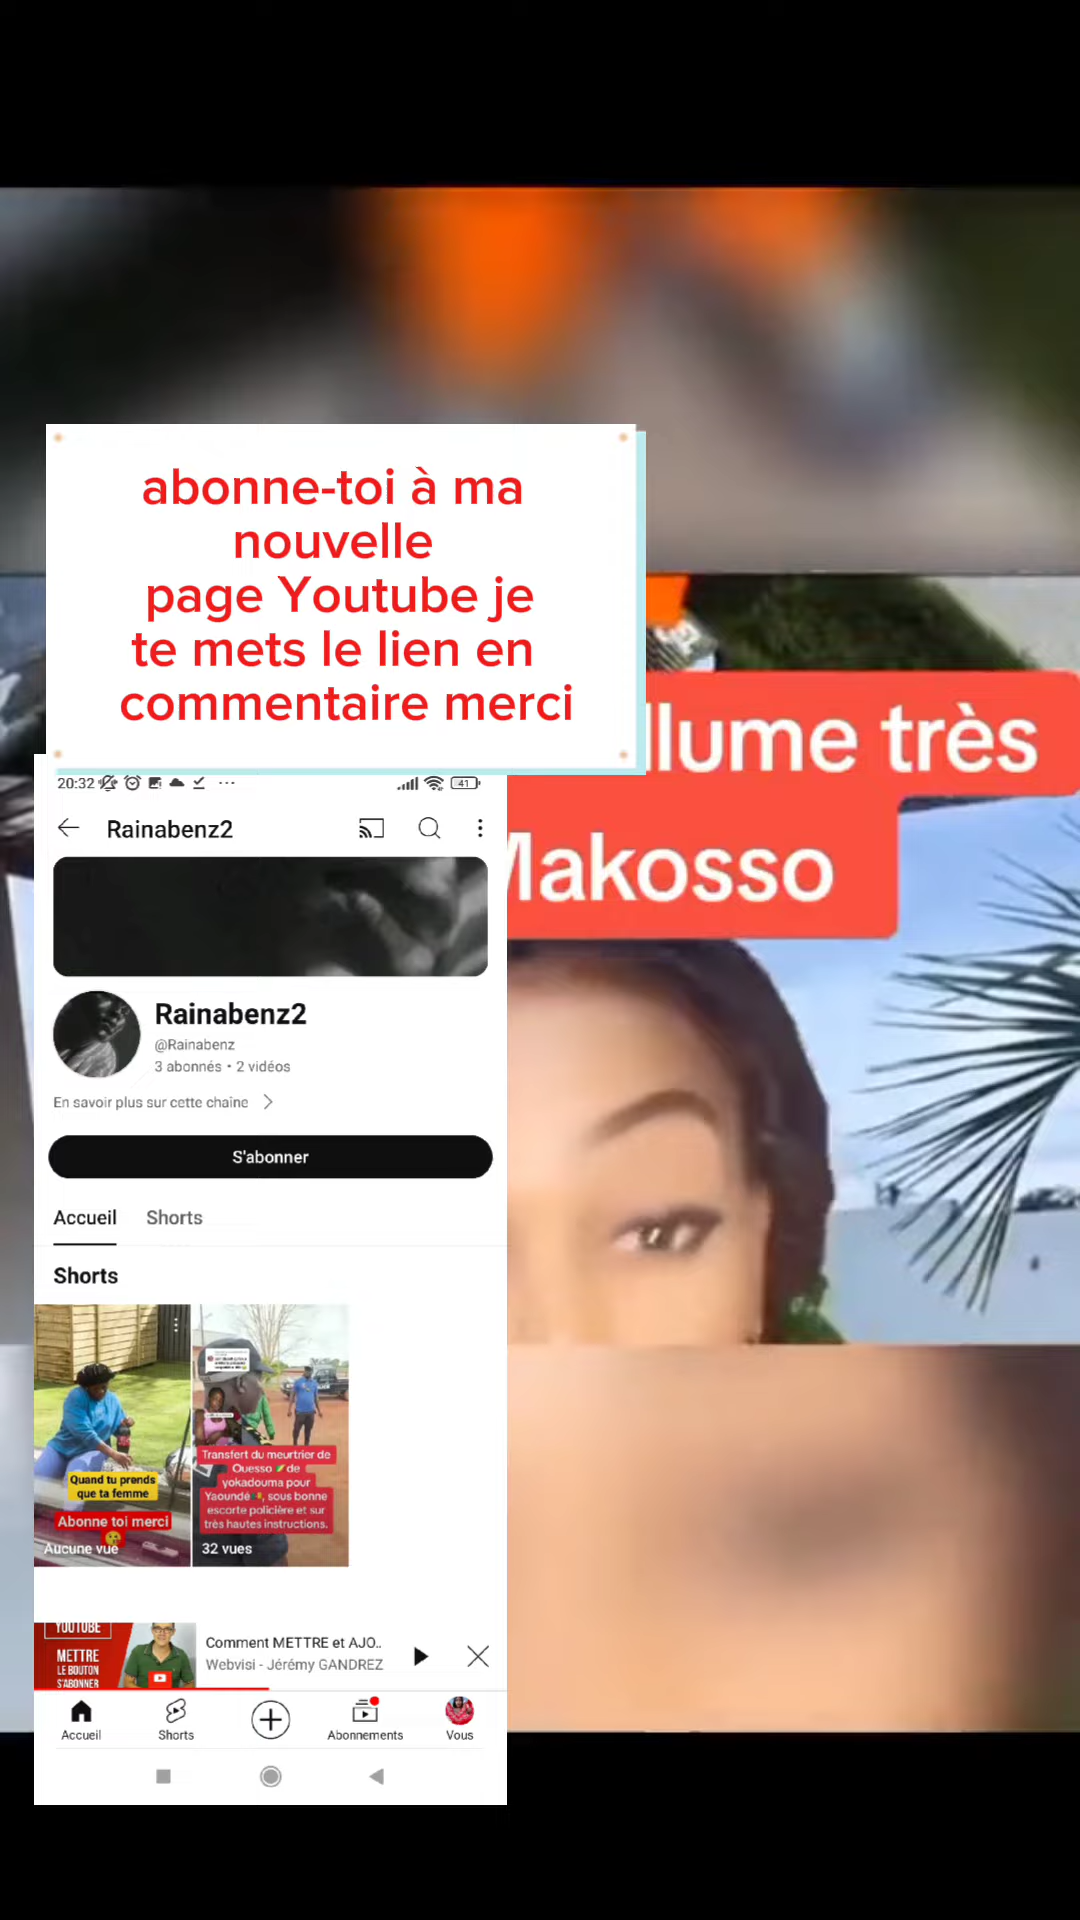 abonne-toi à ma
nouvelle
page Youtube je
te mets le lien en
commentaire merci
llume très
Makosso
20:32
41
Rainabenz2
Rainabenz2
@Rainabenz
3 abonnés • 2 vidéos
En savoir plus sur cette chaîne
S'abonner
Accueil Shorts
Shorts
Quand tu prends
que ta femme
Abonne toi merci
Aucune vue
Transfert du meurtrier de
Ouesso de
yokadouma pour
Yaoundé, sous bonne
escorte policière et sur
très hautes instructions.
32 vues
YOUTUBE
METTRE
LE BOUTON
S'ABONNER
Comment METTRE et AJO..
Webvisi - Jérémy GANDREZ
Accueil Shorts Abonnements Vous